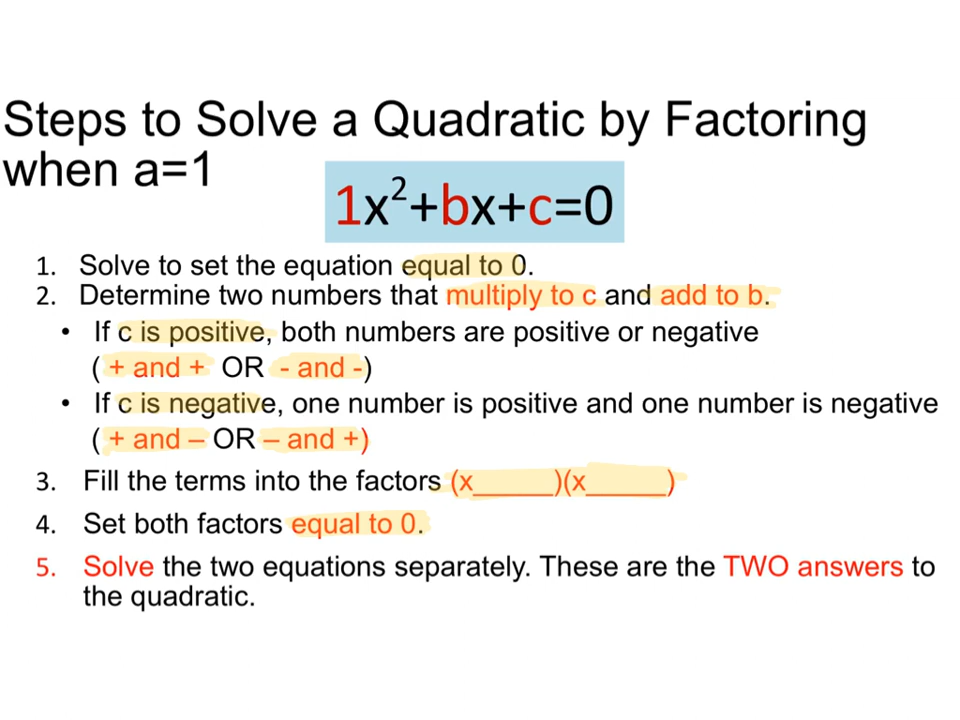 Steps to Solve a Quadratic by Factoring
when a=1
1x²+bx+c=0
1. Solve to set the equation equal to 0.
2. Determine two numbers that multiply to c and add to b.
• If c is positive, both numbers are positive or negative
( + and + OR - and -)
• If c is negative, one number is positive and one number is negative
( + and – OR – and +)
3. Fill the terms into the factors (x_____)(x_____)
4. Set both factors equal to 0.
5. Solve the two equations separately. These are the TWO answers to
the quadratic.